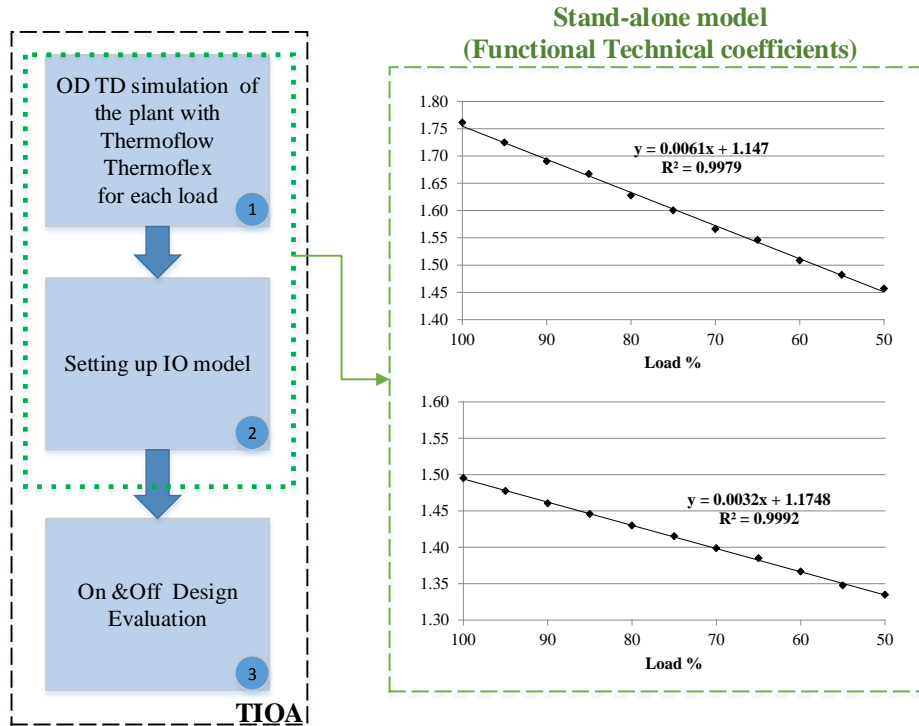 Stand-alone model
(Functional Technical coefficients)
OD TD simulation of
the plant with
Thermoflow
Thermoflex
for each load
1
Setting up IO model
2
On &Off Design
Evaluation
3
TIOA
1.80
1.75
1.70
1.65
1.60
1.55
1.50
1.45
1.40
y = 0.0061x + 1.147
R² = 0.9979
100 90 80 70 60 50
Load %
1.60
1.55
1.50
1.45
1.40
1.35
1.30
y = 0.0032x + 1.1748
R² = 0.9992
100 90 80 70 60 50
Load %